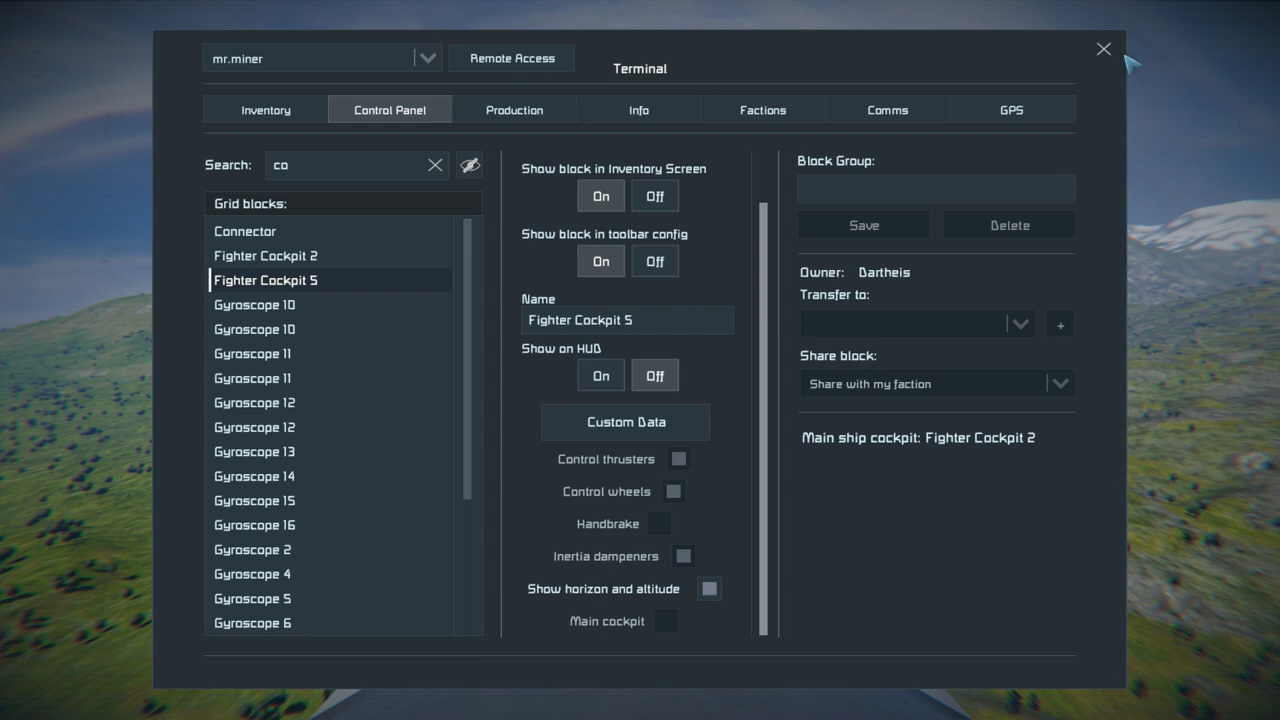 mr.miner
Remote Access
Terminal
Inventory
Control Panel
Production
Info
Factions
Comms
GPS
Search:
co
Grid blocks:
Connector
Fighter Cockpit 2
Fighter Cockpit 5
Gyroscope 10
Gyroscope 10
Gyroscope 11
Gyroscope 11
Gyroscope 12
Gyroscope 12
Gyroscope 13
Gyroscope 14
Gyroscope 15
Gyroscope 16
Gyroscope 2
Gyroscope 4
Gyroscope 5
Gyroscope 6
Show block in Inventory Screen
On Off
Show block in toolbar config
On Off
Name
Fighter Cockpit 5
Show on HUD
On Off
Custom Data
Control thrusters
Control wheels
Handbrake
Inertia dampeners
Show horizon and altitude
Main cockpit
Block Group:
Save
Delete
Owner: Dartheis
Transfer to:
+
Share block:
Share with my faction
Main ship cockpit: Fighter Cockpit 2